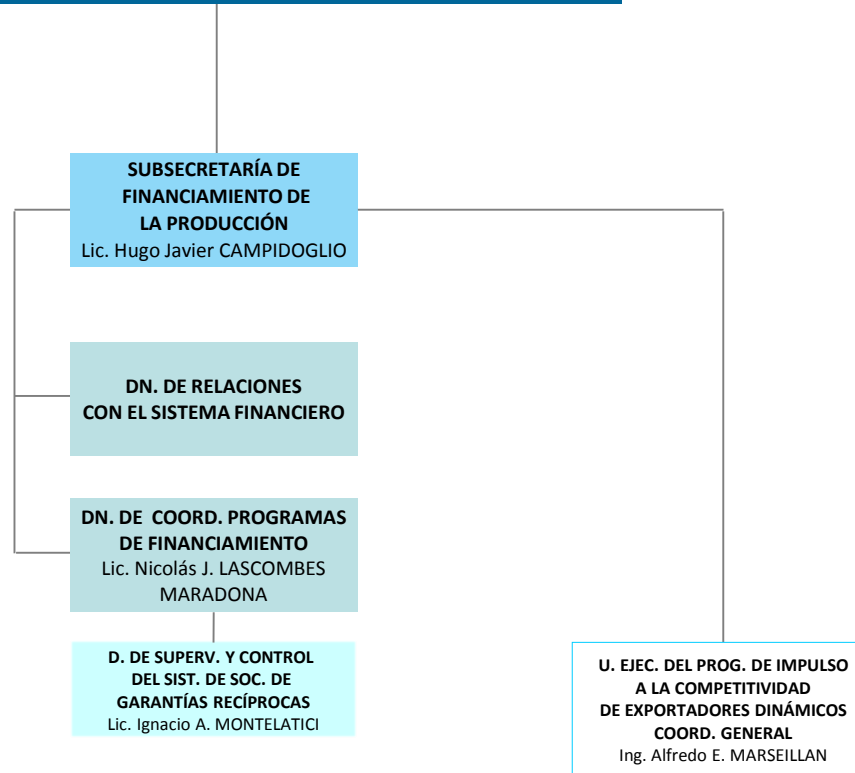 SUBSECRETARÍA DE
FINANCIAMIENTO DE
LA PRODUCCIÓN
Lic. Hugo Javier CAMPIDOGLIO
DN. DE RELACIONES
CON EL SISTEMA FINANCIERO
DN. DE COORD. PROGRAMAS
DE FINANCIAMIENTO
Lic. Nicolás J. LASCOMBES
MARADONA
D. DE SUPERV. Y CONTROL
DEL SIST. DE SOC. DE
GARANTÍAS RECÍPROCAS
Lic. Ignacio A. MONTELATICI
U. EJEC. DEL PROG. DE IMPULSO
A LA COMPETITIVIDAD
DE EXPORTADORES DINÁMICOS
COORD. GENERAL
Ing. Alfredo E. MARSEILLAN